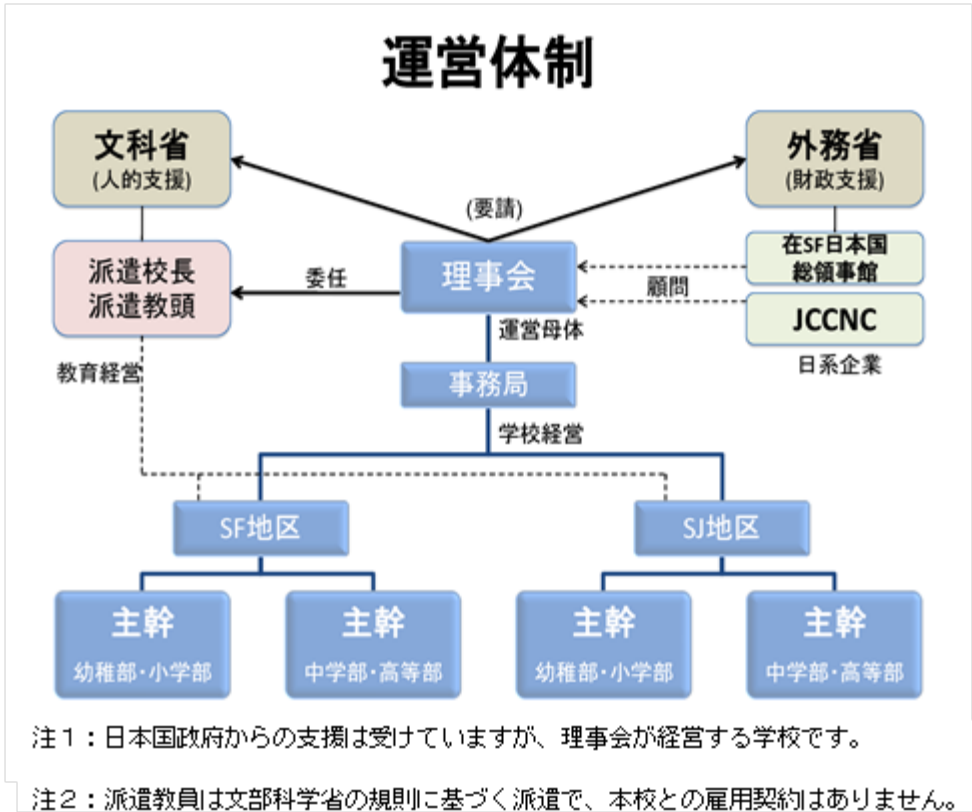 運営体制
文科省
(人的支援)
外務省
(財政支援)
(要請)
派遣校長
派遣教頭
委任
理事会
在SF日本国
総領事館
顧問
JCCNC
日系企業
運営母体
教育経営
事務局
学校経営
SF地区
SJ地区
主幹
幼稚部・小学部
主幹
中学部・高等部
主幹
幼稚部・小学部
主幹
中学部・高等部
注１：日本国政府からの支援は受けていますが、理事会が経営する学校です。
注２：派遣教員は文部科学省の規則に基づく派遣で、本校との雇用契約はありません。